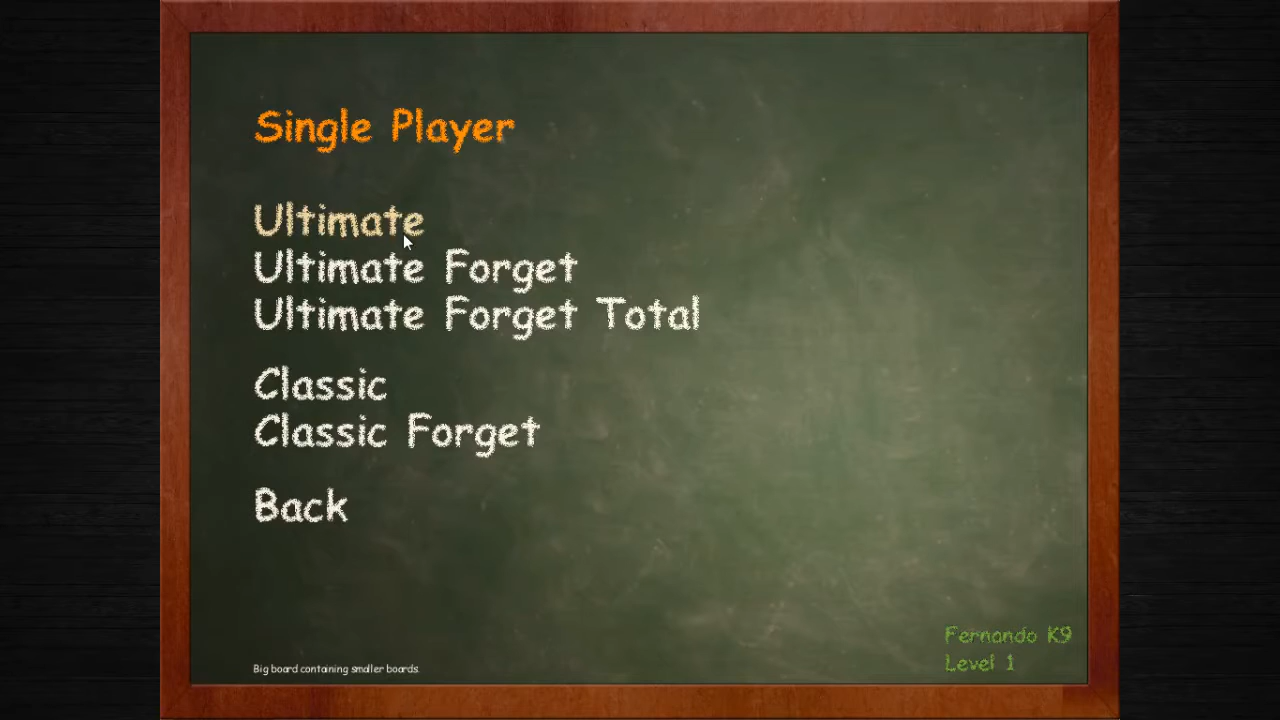 Single Player
Ultimate
Ultimate Forget
Ultimate Forget Total
Classic
Classic Forget
Back
Fernando K9
Level 1
Big board containing smaller boards.